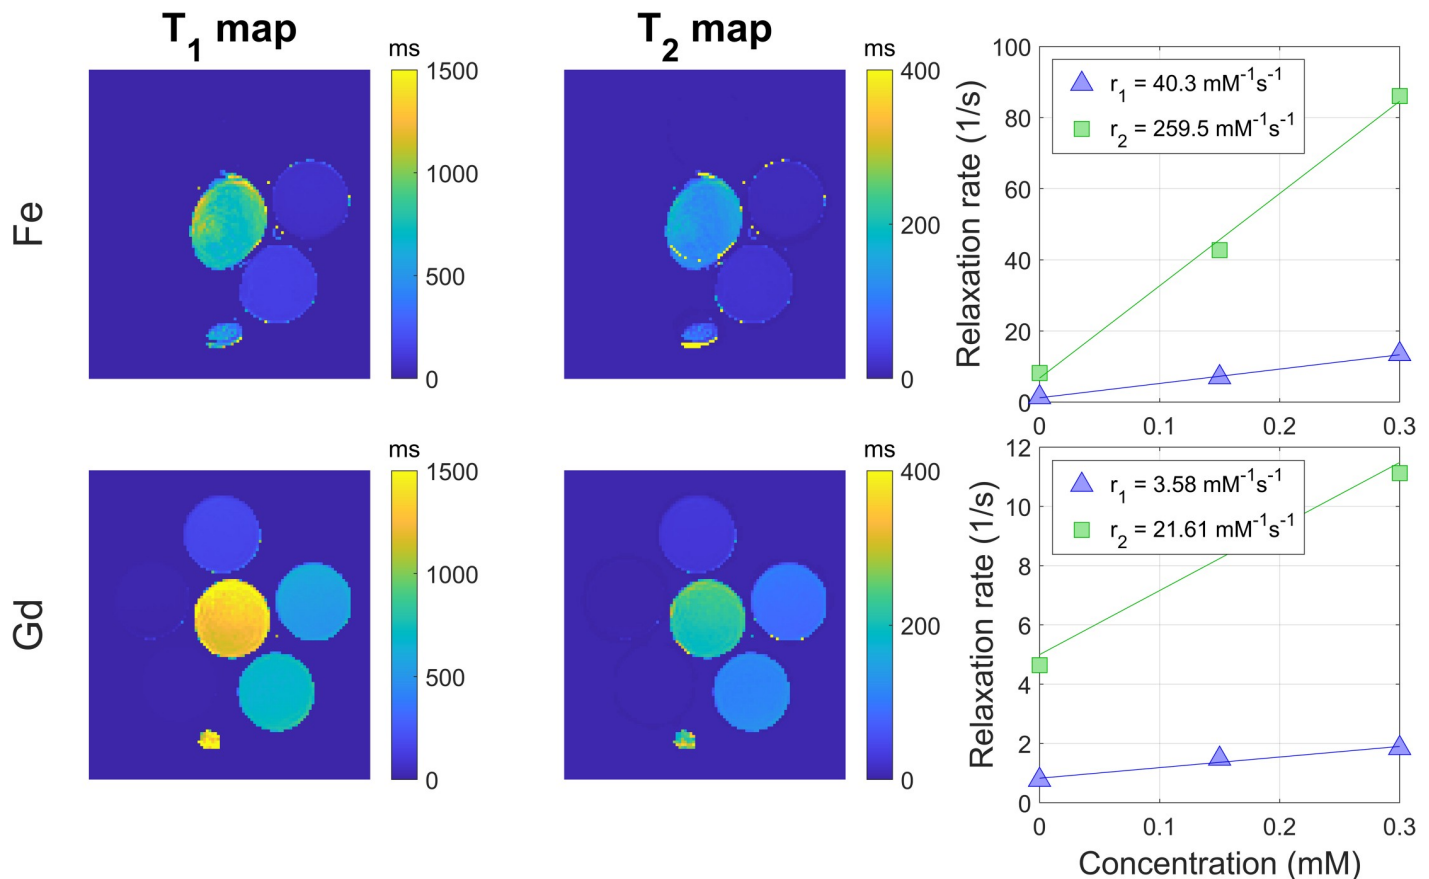 T1 map
T2 map
Fe
ms
1500
1000
500
0
ms
400
200
0
Relaxation rate (1/s)
100
80
60
40
20
0
r1 = 40.3 mM-1s-1
r2 = 259.5 mM-1s-1
0 0.1 0.2 0.3
Gd
ms
1500
1000
500
0
ms
400
200
0
Relaxation rate (1/s)
12
10
8
6
4
2
0
r1 = 3.58 mM-1s-1
r2 = 21.61 mM-1s-1
0 0.1 0.2 0.3
Concentration (mM)